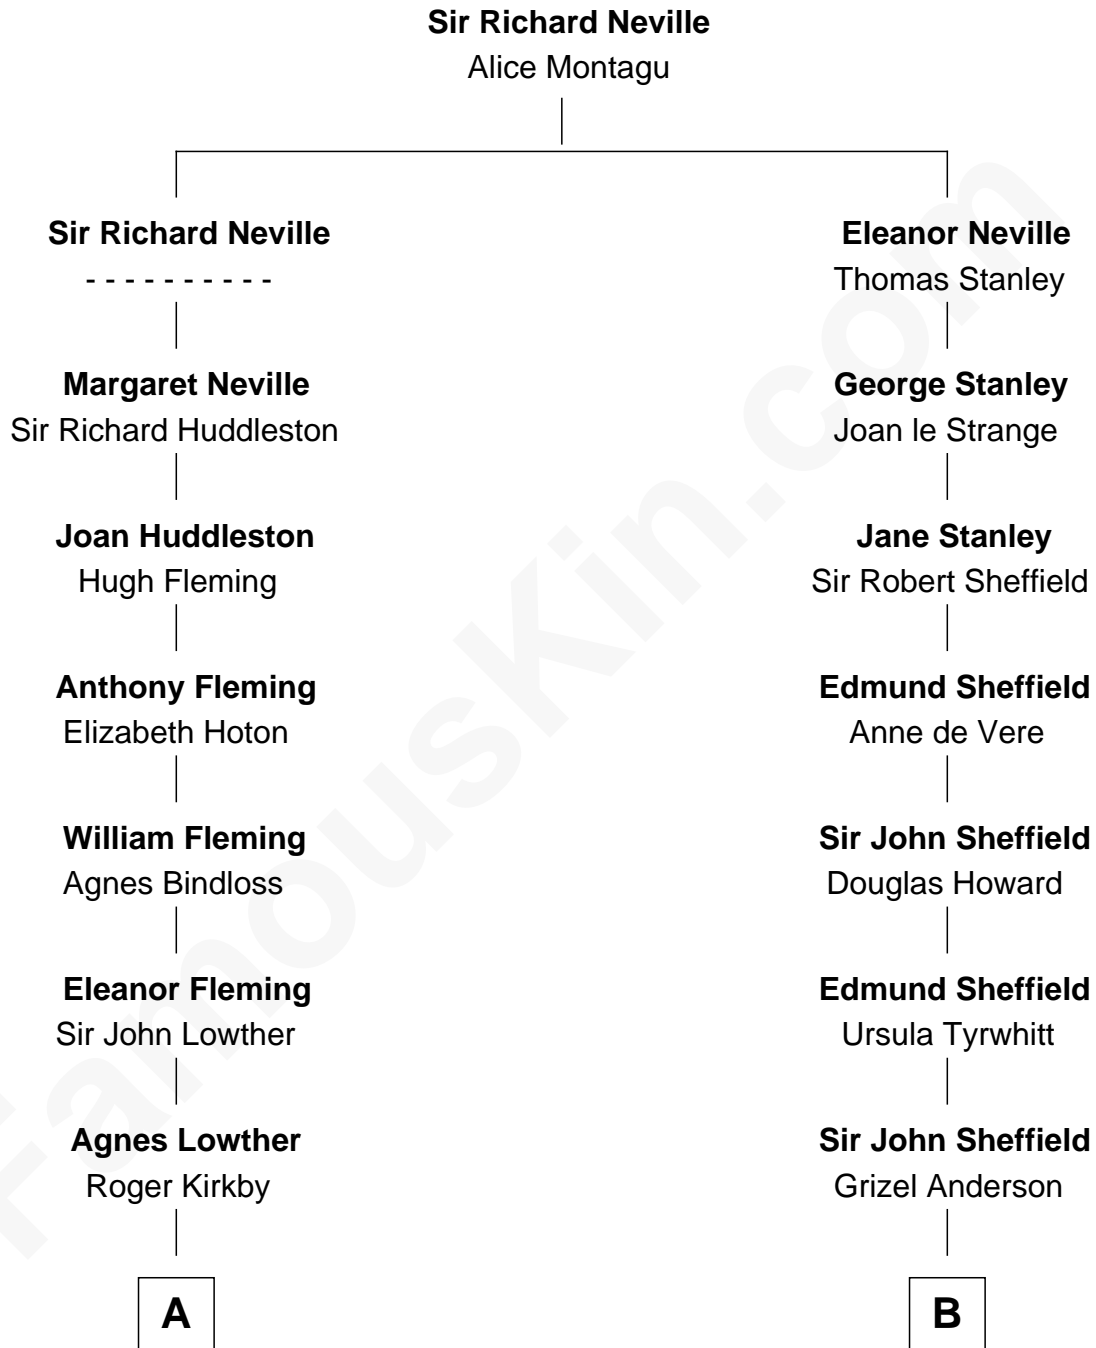 Sir Richard Neville
Alice Montagu
Sir Richard Neville
- - - - - - - - - -
Margaret Neville
Sir Richard Huddleston
Joan Huddleston
Hugh Fleming
Anthony Fleming
Elizabeth Hoton
William Fleming
Agnes Bindloss
Eleanor Fleming
Sir John Lowther
Agnes Lowther
Roger Kirkby
A
Eleanor Neville
Thomas Stanley
George Stanley
Joan le Strange
Jane Stanley
Sir Robert Sheffield
Edmund Sheffield
Anne de Vere
Sir John Sheffield
Douglas Howard
Edmund Sheffield
Ursula Tyrwhitt
Sir John Sheffield
Grizel Anderson
B
FamousKin.com